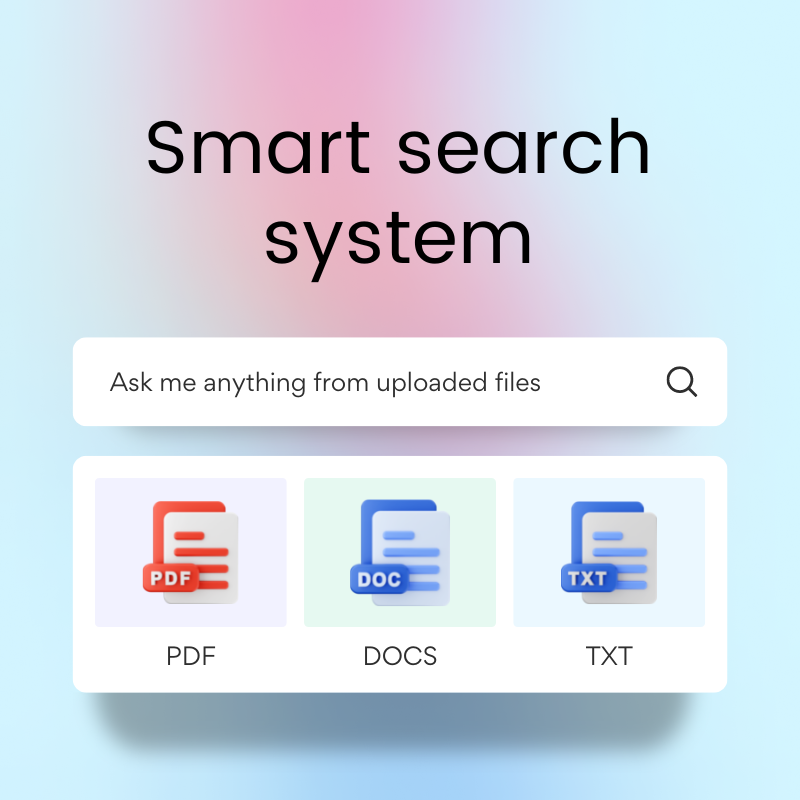 Smart search
system
Ask me anything from uploaded files
PDF
DOC
TXT
PDF
DOCS
TXT